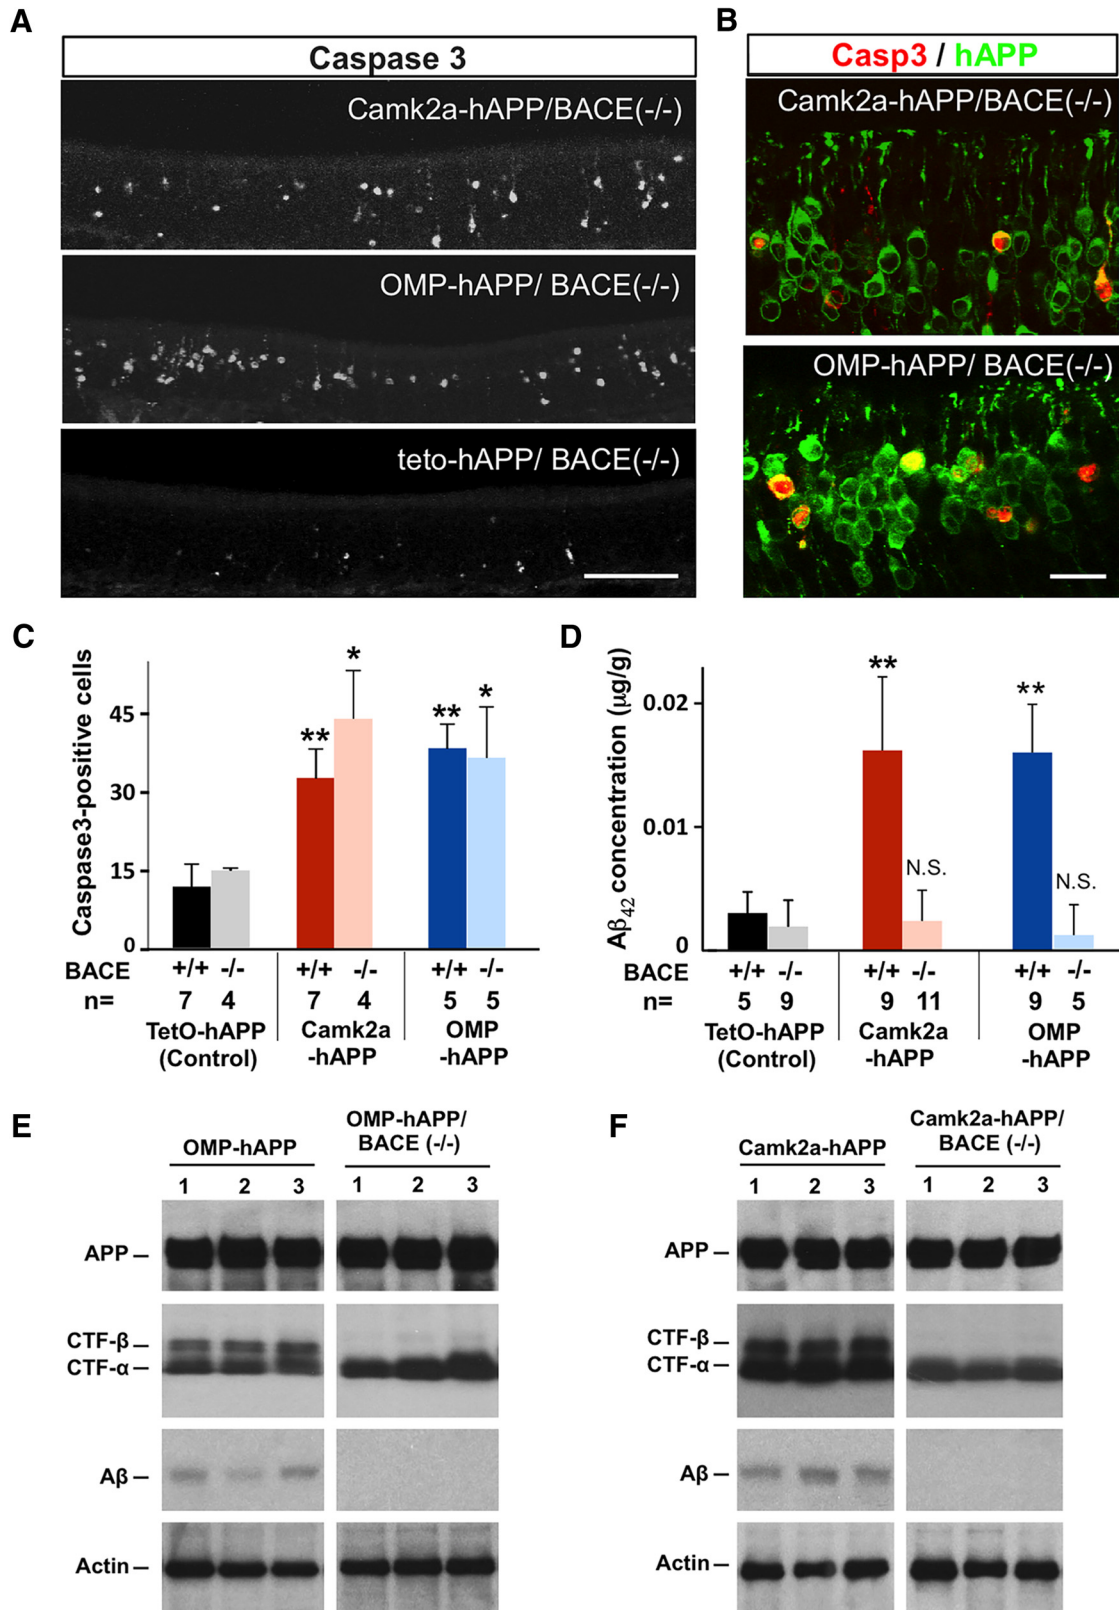 A
Caspase 3
Camk2a-hAPP/BACE(-/-)
OMP-hAPP/ BACE(-/-)
teto-hAPP/ BACE(-/-)
B
Casp3 / hAPP
Camk2a-hAPP/BACE(-/-)
OMP-hAPP/ BACE(-/-)
C
Caspase3-positive cells
45
30
15
0
**
*
**
*
BACE +/+ -/- +/+ -/- +/+ -/-
n= 7 4 7 4 5 5
TetO-hAPP Camk2a OMP
(Control) -hAPP -hAPP
D
Aβ42 concentration (µg/g)
0.02
0.01
0
**
N.S.
**
N.S.
BACE +/+ -/- +/+ -/- +/+ -/-
n= 5 9 9 11 9 5
TetO-hAPP Camk2a OMP
(Control) -hAPP -hAPP
E
OMP-hAPP
OMP-hAPP/
BACE (-/-)
1 2 3 1 2 3
APP
CTF-β
CTF-α
Aβ
Actin
F
Camk2a-hAPP
Camk2a-hAPP/
BACE (-/-)
1 2 3 1 2 3
APP
CTF-β
CTF-α
Aβ
Actin